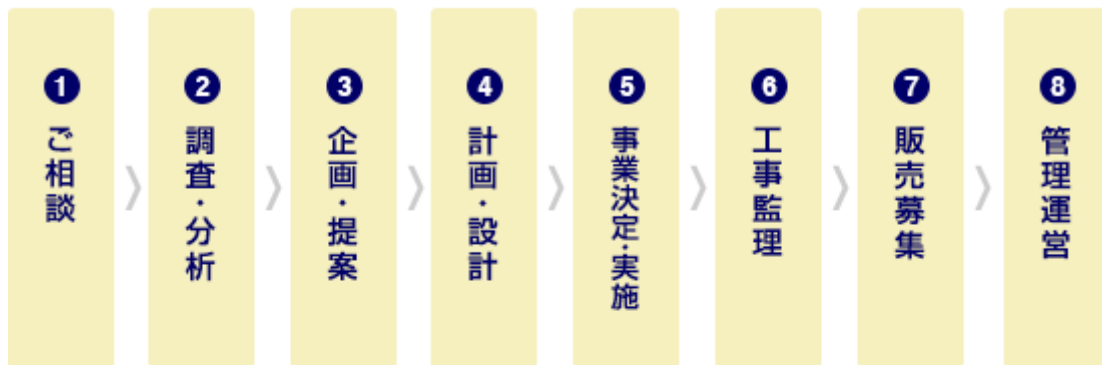 1
ご相談
2
調査・分析
3
企画・提案
4
計画・設計
5
事業決定・実施
6
工事監理
7
販売募集
8
管理運営